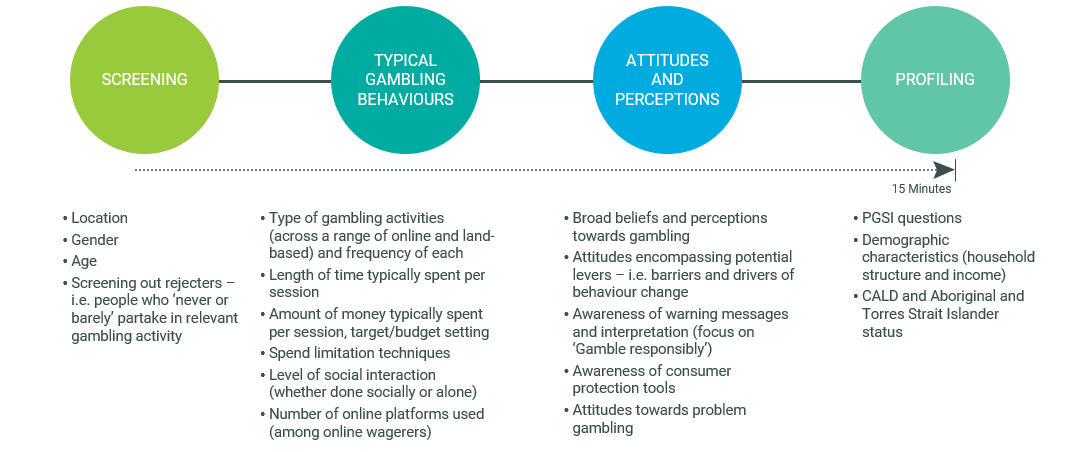 SCREENING
TYPICAL
GAMBLING
BEHAVIOURS
ATTITUDES
AND
PERCEPTIONS
PROFILING
15 Minutes
• Location
• Gender
• Age
• Screening out rejecters –
i.e. people who ‘never or
barely’ partake in relevant
gambling activity
• Type of gambling activities
(across a range of online and land-
based) and frequency of each
• Length of time typically spent per
session
• Amount of money typically spent
per session, target/budget setting
• Spend limitation techniques
• Level of social interaction
(whether done socially or alone)
• Number of online platforms used
(among online wagerers)
• Broad beliefs and perceptions
towards gambling
• Attitudes encompassing potential
levers – i.e. barriers and drivers of
behaviour change
• Awareness of warning messages
and interpretation (focus on
‘Gamble responsibly’)
• Awareness of consumer
protection tools
• Attitudes towards problem
gambling
• PGSI questions
• Demographic
characteristics (household
structure and income)
• CALD and Aboriginal and
Torres Strait Islander
status